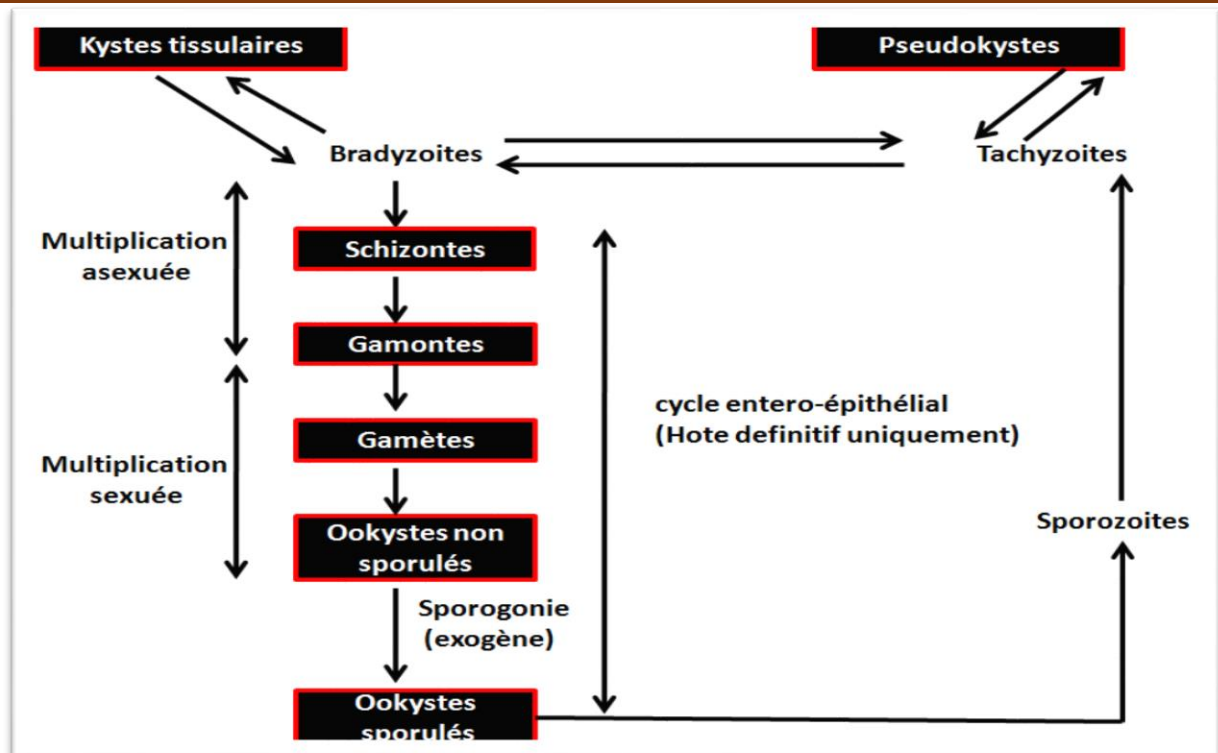 Kystes tissulaires
Pseudokystes
Bradyzoites
Tachyzoites
Multiplication
asexuée
Schizontes
Gamontes
cycle entero-épithélial
(Hote definitif uniquement)
Gamètes
Multiplication
sexuée
Ookystes non
sporulés
Sporozoites
Sporogonie
(exogène)
Ookystes
sporulés